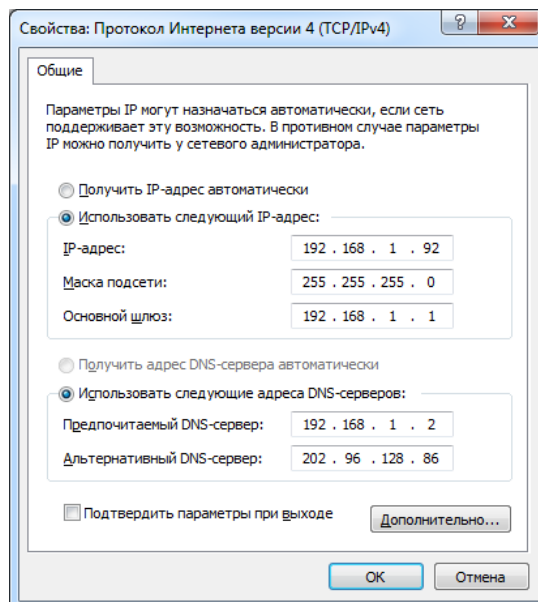 Свойства: Протокол Интернета версии 4 (TCP/IPv4)
Общие
Параметры IP могут назначаться автоматически, если сеть
поддерживает эту возможность. В противном случае параметры
IP можно получить у сетевого администратора.
Получить IP-адрес автоматически
Использовать следующий IP-адрес:
IP-адрес: 192 . 168 . 1 . 92
Маска подсети: 255 . 255 . 255 . 0
Основной шлюз: 192 . 168 . 1 . 1
Получить адрес DNS-сервера автоматически
Использовать следующие адреса DNS-серверов:
Предпочитаемый DNS-сервер: 192 . 168 . 1 . 2
Альтернативный DNS-сервер: 202 . 96 . 128 . 86
Подтвердить параметры при выходе
Дополнительно...
ОК Отмена